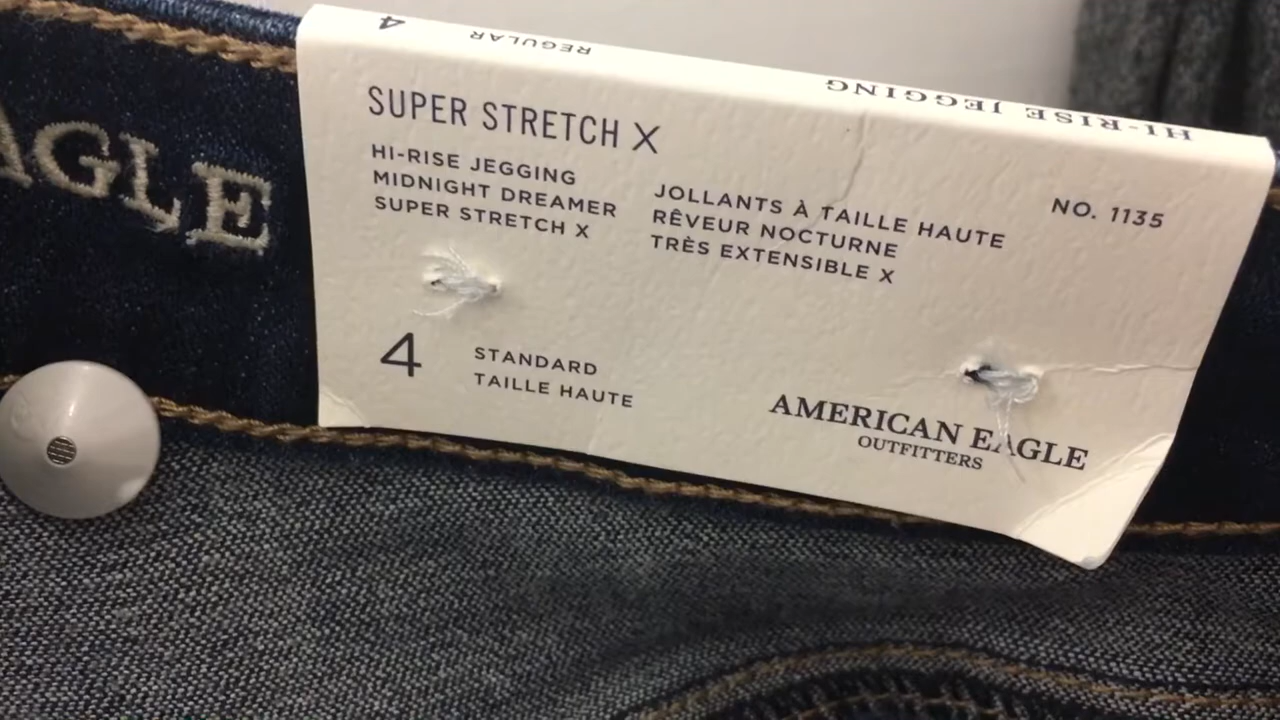 4 REGULAR HI-RISE JEGGING
AGLE
SUPER STRETCH X
HI-RISE JEGGING
MIDNIGHT DREAMER
SUPER STRETCH X
JOLLANTS À TAILLE HAUTE
RÊVEUR NOCTURNE
TRÈS EXTENSIBLE X
NO. 1135
4
STANDARD
TAILLE HAUTE
AMERICAN EAGLE
OUTFITTERS